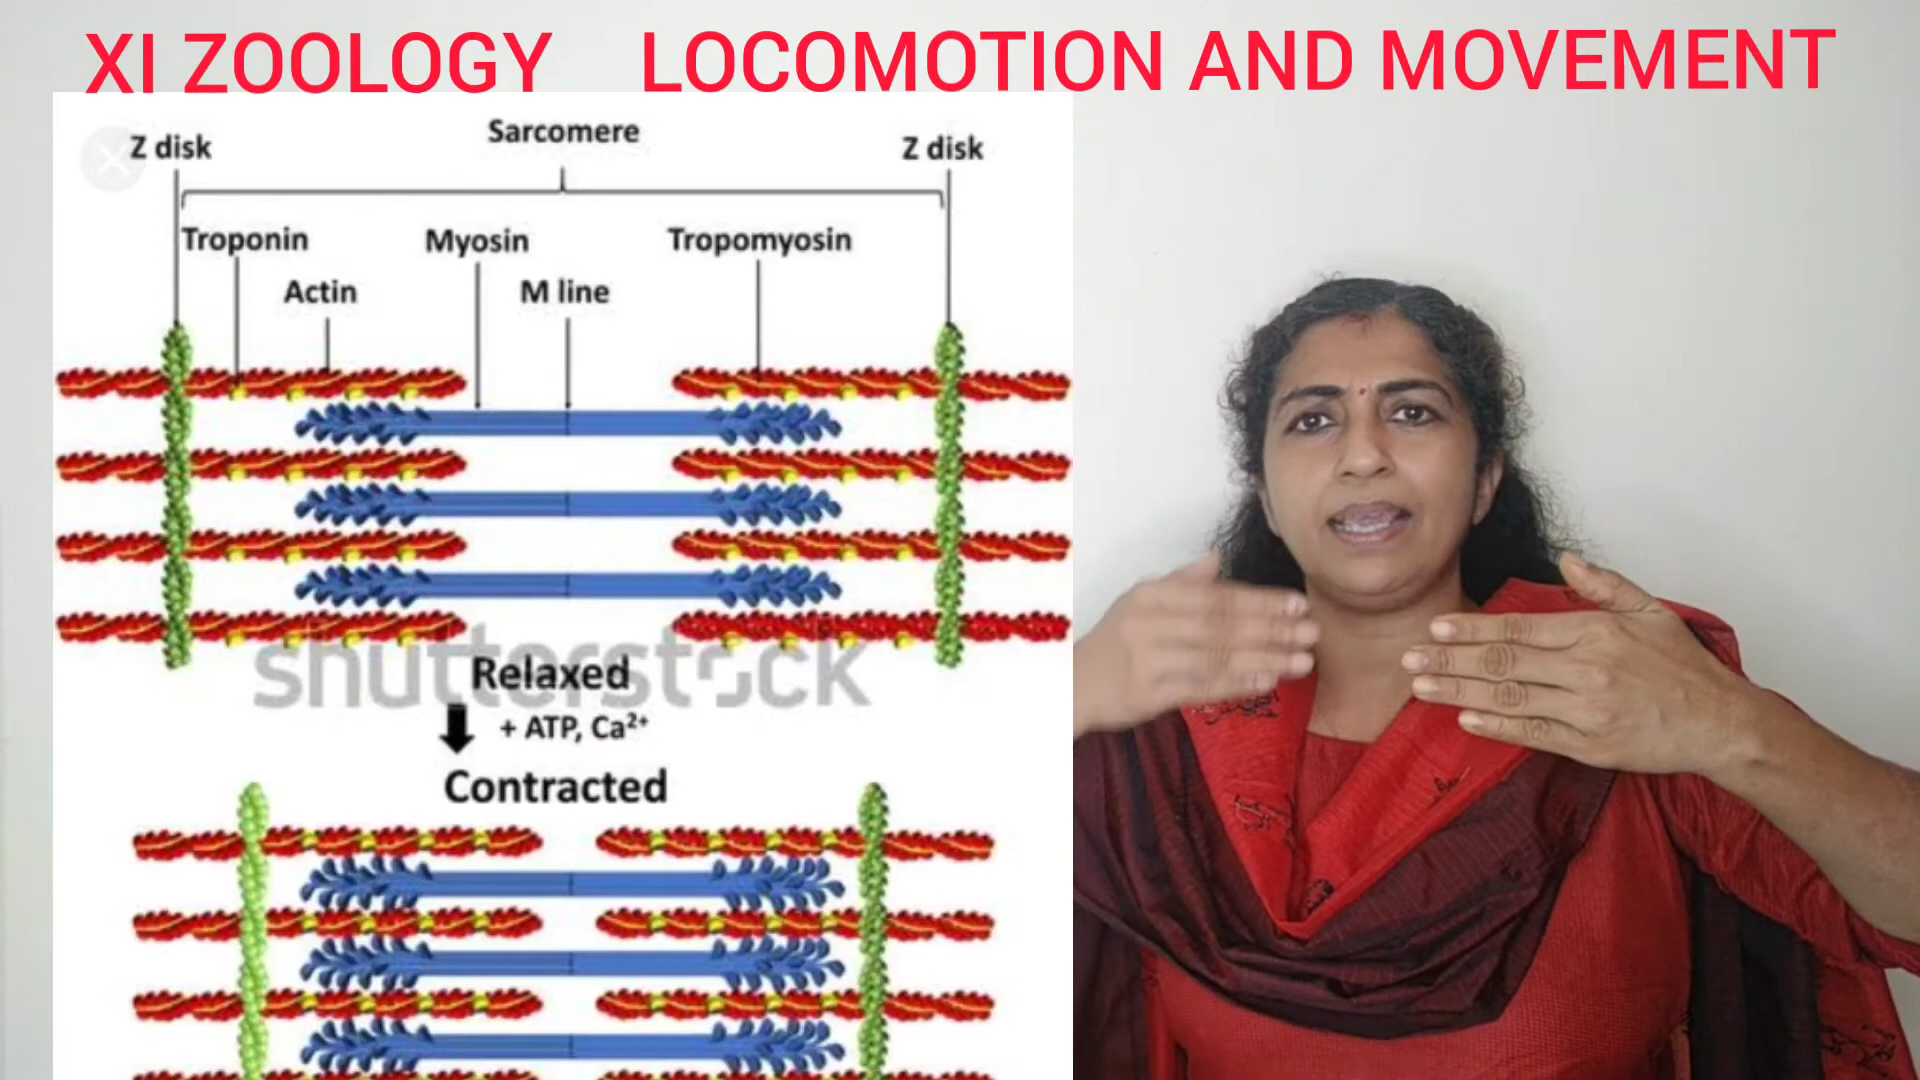 XI ZOOLOGY LOCOMOTION AND MOVEMENT
Sarcomere
Z disk Z disk
Troponin Myosin Tropomyosin
Actin M line
shutterstock
Relaxed
+ ATP, Ca²⁺
Contracted